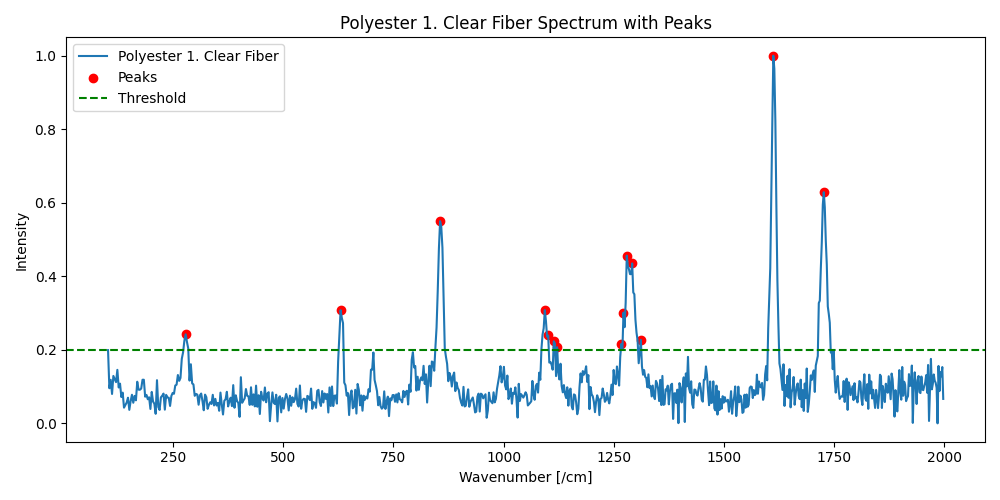 Polyester 1. Clear Fiber Spectrum with Peaks
Polyester 1. Clear Fiber
Peaks
Threshold
1.0
0.8
0.6
0.4
0.2
0.0
Intensity
250 500 750 1000 1250 1500 1750 2000
Wavenumber [/cm]